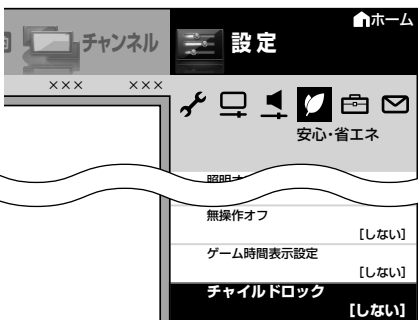 ホーム
チャンネル
設定
××× ×××
安心・省エネ
無操作オフ
[しない]
ゲーム時間表示設定
[しない]
チャイルドロック
[しない]